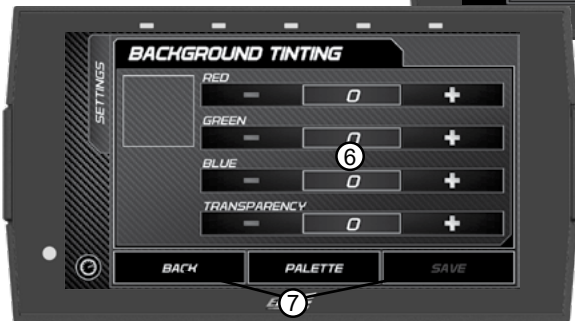 SETTINGS
BACKGROUND TINTING
RED
- 0 +
GREEN
- 0 +
6
BLUE
- 0 +
TRANSPARENCY
- 0 +
BACK PALETTE SAVE
7